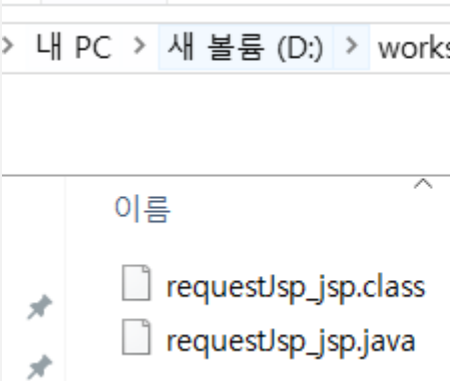 > 내 PC > 새 볼륨 (D:) > works
이름
requestJsp_jsp.class
requestJsp_jsp.java